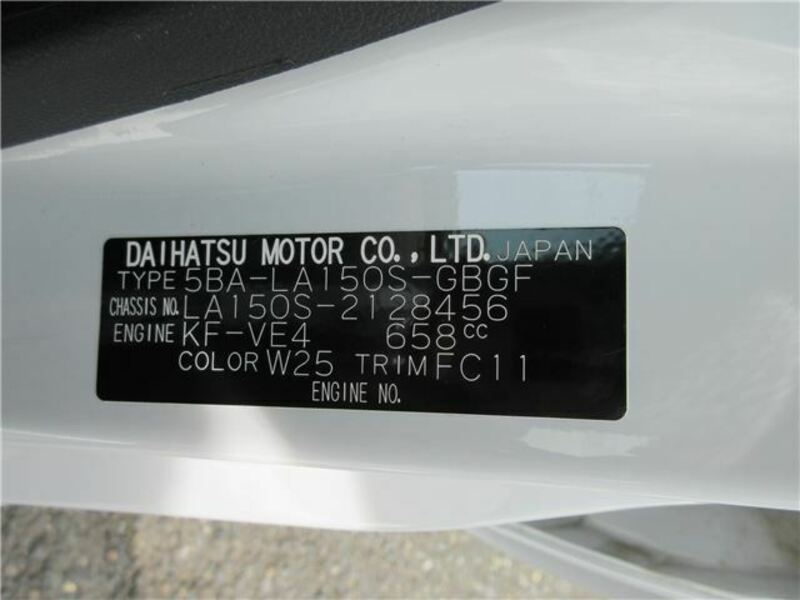 DAIHATSU MOTOR CO., LTD. JAPAN
TYPE 5BA-LA150S-GBGF
CHASSIS NO. LA150S-2128456
ENGINE KF-VE4 658cc
COLOR W25 TRIM FC11
ENGINE NO.